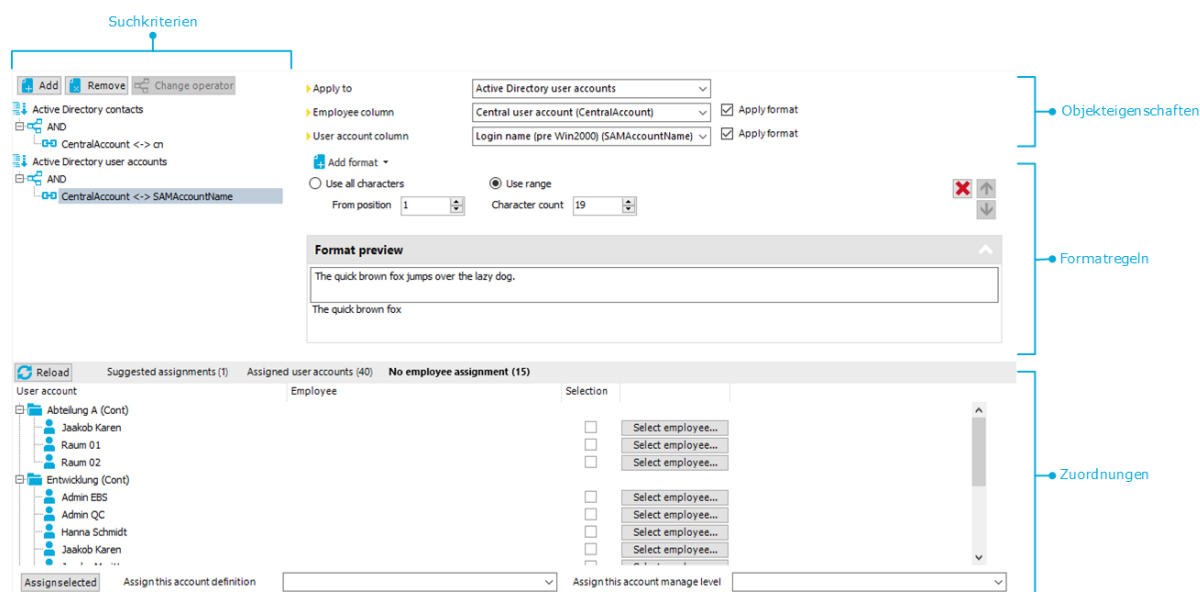 Suchkriterien
Add Remove Change operator
Active Directory contacts
AND
CentralAccount <-> cn
Active Directory user accounts
AND
CentralAccount <-> SAMAccountName
Apply to Active Directory user accounts
Employee column Central user account (CentralAccount) Apply format
User account column Login name (pre Win2000) (SAMAccountName) Apply format
Objekteigenschaften
Add format
Use all characters Use range
From position 1 Character count 19
Format preview
The quick brown fox jumps over the lazy dog.
The quick brown fox
Formatregeln
Reload Suggested assignments (1) Assigned user accounts (40) No employee assignment (15)
User account Employee Selection
Abteilung A (Cont)
Jaakob Karen Select employee...
Raum 01 Select employee...
Raum 02 Select employee...
Entwicklung (Cont)
Admin EBS Select employee...
Admin QC Select employee...
Hanna Schmidt Select employee...
Jaakob Karen Select employee...
Zuordnungen
Assign selected Assign this account definition Assign this account manage level